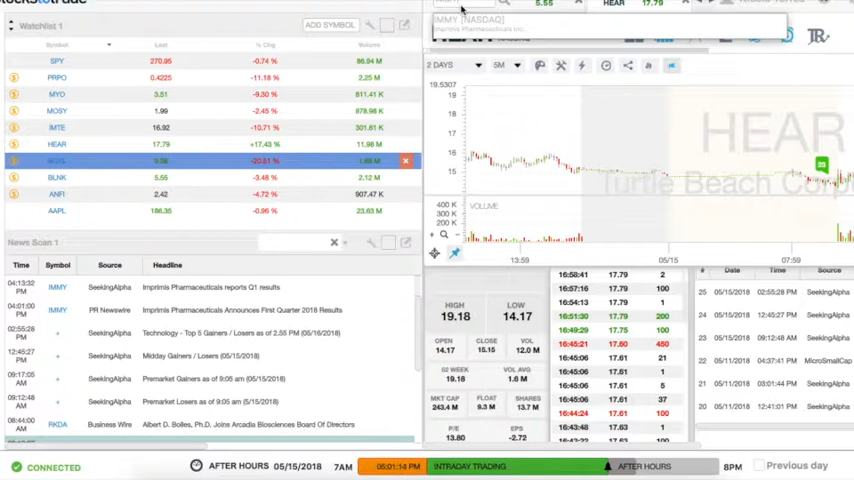 5.55 HEAR 17.79
IMMY [NASDAQ]
Imprimis Pharmaceuticals Inc.
WatchList 1 ADD SYMBOL
Symbol Last % Chg Volume
SPY 270.95 -0.74 % 86.94 M
PRPO 0.4225 -11.18 % 2.25 M
MYO 3.51 -9.30 % 811.41 K
MOSY 1.99 -2.45 % 878.98 K
IMTE 16.92 -10.71 % 301.61 K
HEAR 17.79 +17.43 % 11.98 M
BLNK 5.55 -3.48 % 2.12 M
ANFI 2.42 -4.72 % 907.47 K
AAPL 186.35 -0.96 % 23.63 M
News Scan 1
Time Symbol Source Headline
04:13:32 PM IMMY SeekingAlpha Imprimis Pharmaceuticals reports Q1 results
04:01:00 PM IMMY PR Newswire Imprimis Pharmaceuticals Announces First Quarter 2018 Results
02:55:28 PM + SeekingAlpha Technology - Top 5 Gainers / Losers as of 2.55 PM (05/16/2018)
12:45:27 PM + SeekingAlpha Midday Gainers / Losers (05/15/2018)
09:17:05 AM + SeekingAlpha Premarket Gainers as of 9:05 am (5/15/2018)
09:12:48 AM + SeekingAlpha Premarket Losers as of 9:05 am (5/15/2018)
08:44:00 AM RKDA Business Wire Albert D. Bolles, Ph.D. Joins Arcadia Biosciences Board Of Directors
2 DAYS 5M
19.5307
19
18
17
16
15
HEAR
Turtle Beach Corp
23
VOLUME
400 K
300 K
200 K
13:59 05/15 07:59
HIGH LOW
19.18 14.17
OPEN CLOSE VOL
14.17 15.15 12.0 M
52 WEEK VOL AVG
19.18 1.6 M
MKT CAP FLOAT SHARES
243.4 M 9.3 M 13.7 M
P/E EPS
13.80 -2.72
16:58:41 17.79 2
16:57:16 17.79 100
16:54:13 17.79 1
16:51:30 17.79 200
16:49:29 17.75 100
16:45:21 17.60 450
16:45:06 17.61 21
16:45:06 17.61 1
16:45:06 17.61 5
16:45:06 17.61 37
16:44:24 17.61 100
16:43:48 17.63 1
# Date Time Source
25 05/15/2018 02:55:28 PM SeekingAlpha
24 05/15/2018 12:45:27 PM SeekingAlpha
23 05/15/2018 09:12:48 AM SeekingAlpha
22 05/11/2018 04:37:41 PM MicroSmallCap
21 05/11/2018 03:01:44 PM SeekingAlpha
20 05/11/2018 12:41:01 PM SeekingAlpha
CONNECTED AFTER HOURS 05/15/2018 7AM 05:01:14 PM INTRADAY TRADING AFTER HOURS 8PM Previous day